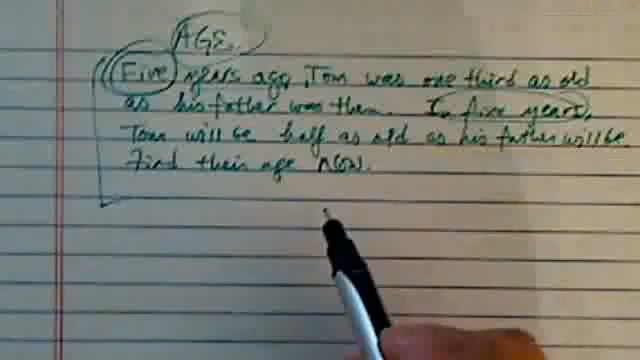 AGE.
Five years ago, Tom was one third as old
as his father was then. In five years,
Tom will be half as old as his father will be.
Find their age now.